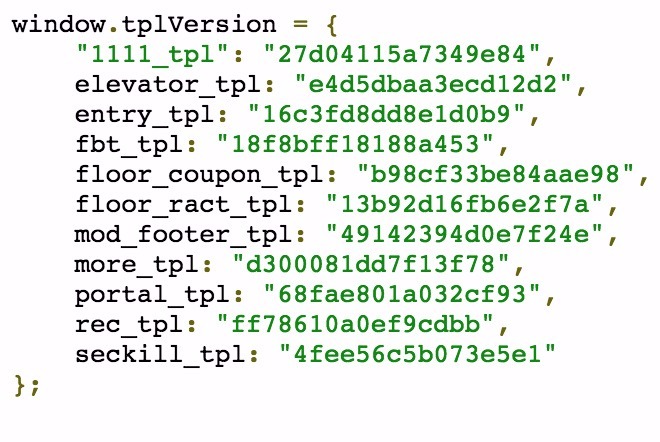 window.tplVersion = {
"1111_tpl": "27d04115a7349e84",
elevator_tpl: "e4d5dbaa3ecd12d2",
entry_tpl: "16c3fd8dd8e1d0b9",
fbt_tpl: "18f8bff18188a453",
floor_coupon_tpl: "b98cf33be84aae98",
floor_ract_tpl: "13b92d16fb6e2f7a",
mod_footer_tpl: "49142394d0e7f24e",
more_tpl: "d300081dd7f13f78",
portal_tpl: "68fae801a032cf93",
rec_tpl: "ff78610a0ef9cdbb",
seckill_tpl: "4fee56c5b073e5e1"
};